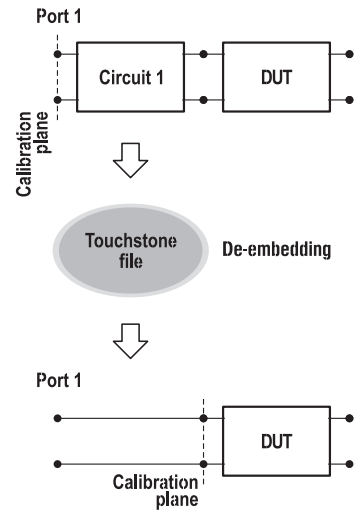 Port 1
Circuit 1
DUT
Calibration
plane
Touchstone
file
De-embedding
Port 1
DUT
Calibration
plane